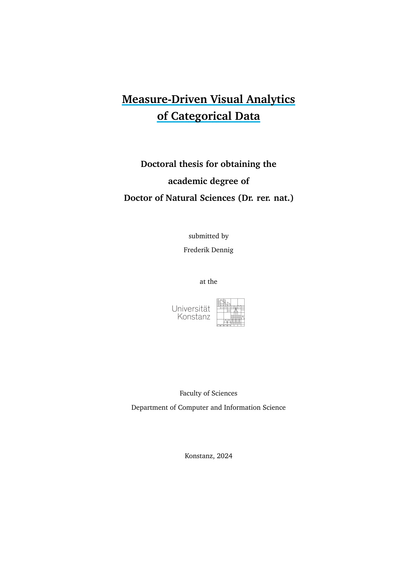 Measure-Driven Visual Analytics
of Categorical Data
Doctoral thesis for obtaining the
academic degree of
Doctor of Natural Sciences (Dr. rer. nat.)
submitted by
Frederik Dennig
at the
Universität
Konstanz
Faculty of Sciences
Department of Computer and Information Science
Konstanz, 2024